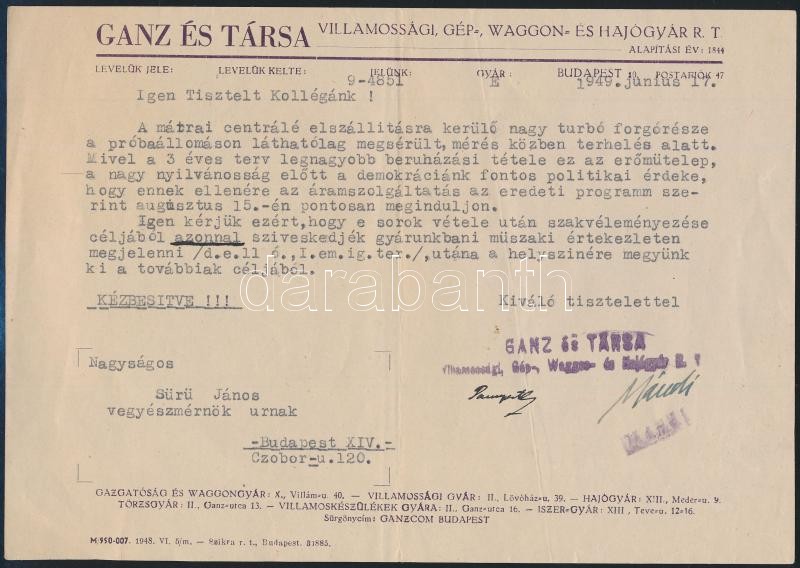 GANZ ÉS TÁRSA VILLAMOSSÁGI, GÉP=, WAGGON= ÉS HAJÓGYÁR R. T.
ALAPÍTÁSI ÉV: 1844
LEVELÜK JELE: LEVELÜK KELTE: JELÜNK: GYÁR: BUDAPEST 10, POSTAFIÓK 47
9-4851 E 1949.junius 17.
Igen Tisztelt Kollégánk !
A mátrai centrálé elszállitásra kerülő nagy turbó forgórésze
a próbaállomáson láthatólag megsérült, mérés közben terhelés alatt.
Mivel a 3 éves terv legnagyobb beruházási tétele ez az erőmütelep,
a nagy nyilvánosság előtt a demokráciánk fontos politikai érdeke,
hogy ennek ellenére az áramszolgáltatás az eredeti programm sze-
rint augusztus 15.-én pontosan meginduljon.
Igen kérjük ezért, hogy e sorok vétele után szakvéleményezése
céljából azonnal sziveskedjék gyárunkbani müszaki értekezleten
megjelenni /d.e.ll ó.,I.em.ig.ter./,utána a helyszinére megyünk
ki a továbbiak céljából.
KÉZBESITVE !!! Kiváló tisztelettel
GANZ és TÁRSA
Villamossági, Gép-, Waggon- és Hajógyár R. T
Nagyságos
Mándi
Sürü János
vegyészmérnök urnak
-Budapest XIV.-
Czobor-u.120.
GAZGATÓSÁG ÉS WAGGONGYÁR: X., Villám=u. 40. — VILLAMOSSÁGI GYÁR: II., Lövőház=u. 39. — HAJÓGYÁR: XIII., Meder=u. 9.
TÖRZSGYÁR: II., Ganz=utca 13. — VILLAMOSKÉSZÜLÉKEK GYÁRA: II., Ganz=utca 16. — ISZER=GYÁR: XIII, Teve=u. 12=16.
Sürgönycím: GANZCOM BUDAPEST
M 950-007. 1948. VI. 5/m. — Szikra r. t., Budapest. 81885.
darabanth